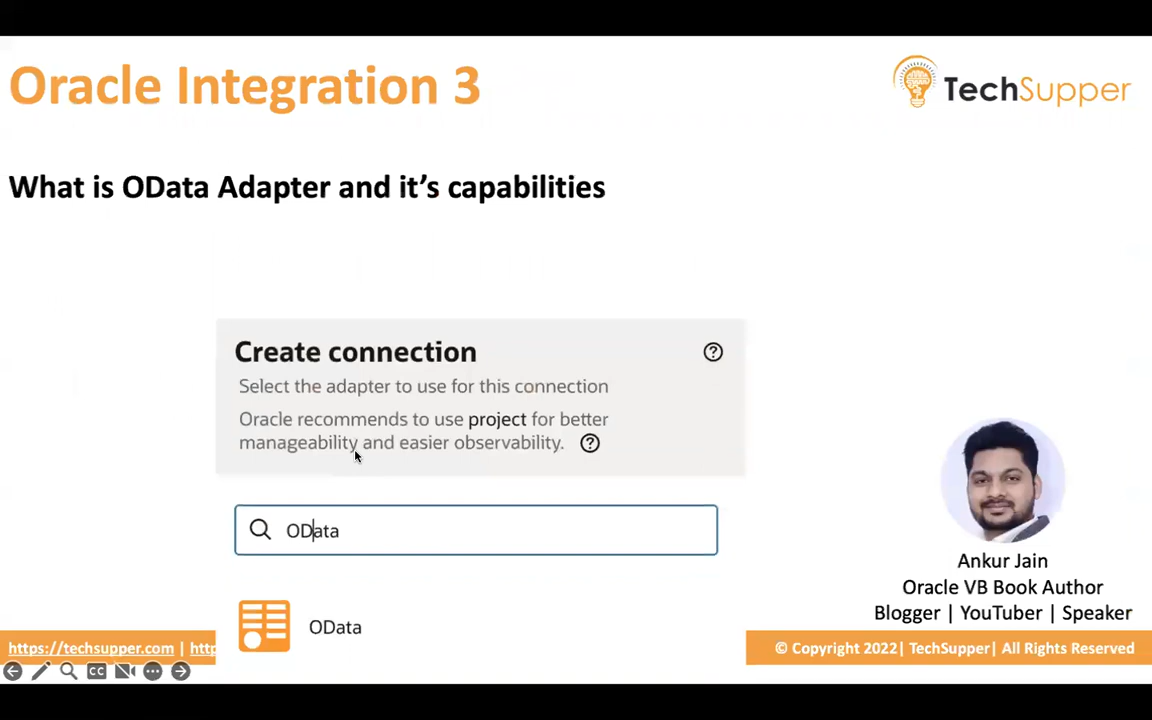 Oracle Integration 3
TechSupper
What is OData Adapter and it's capabilities
Create connection
Select the adapter to use for this connection
Oracle recommends to use project for better
manageability and easier observability.
OData
OData
Ankur Jain
Oracle VB Book Author
Blogger | YouTuber | Speaker
https://techsupper.com | http
© Copyright 2022| TechSupper| All Rights Reserved
CC